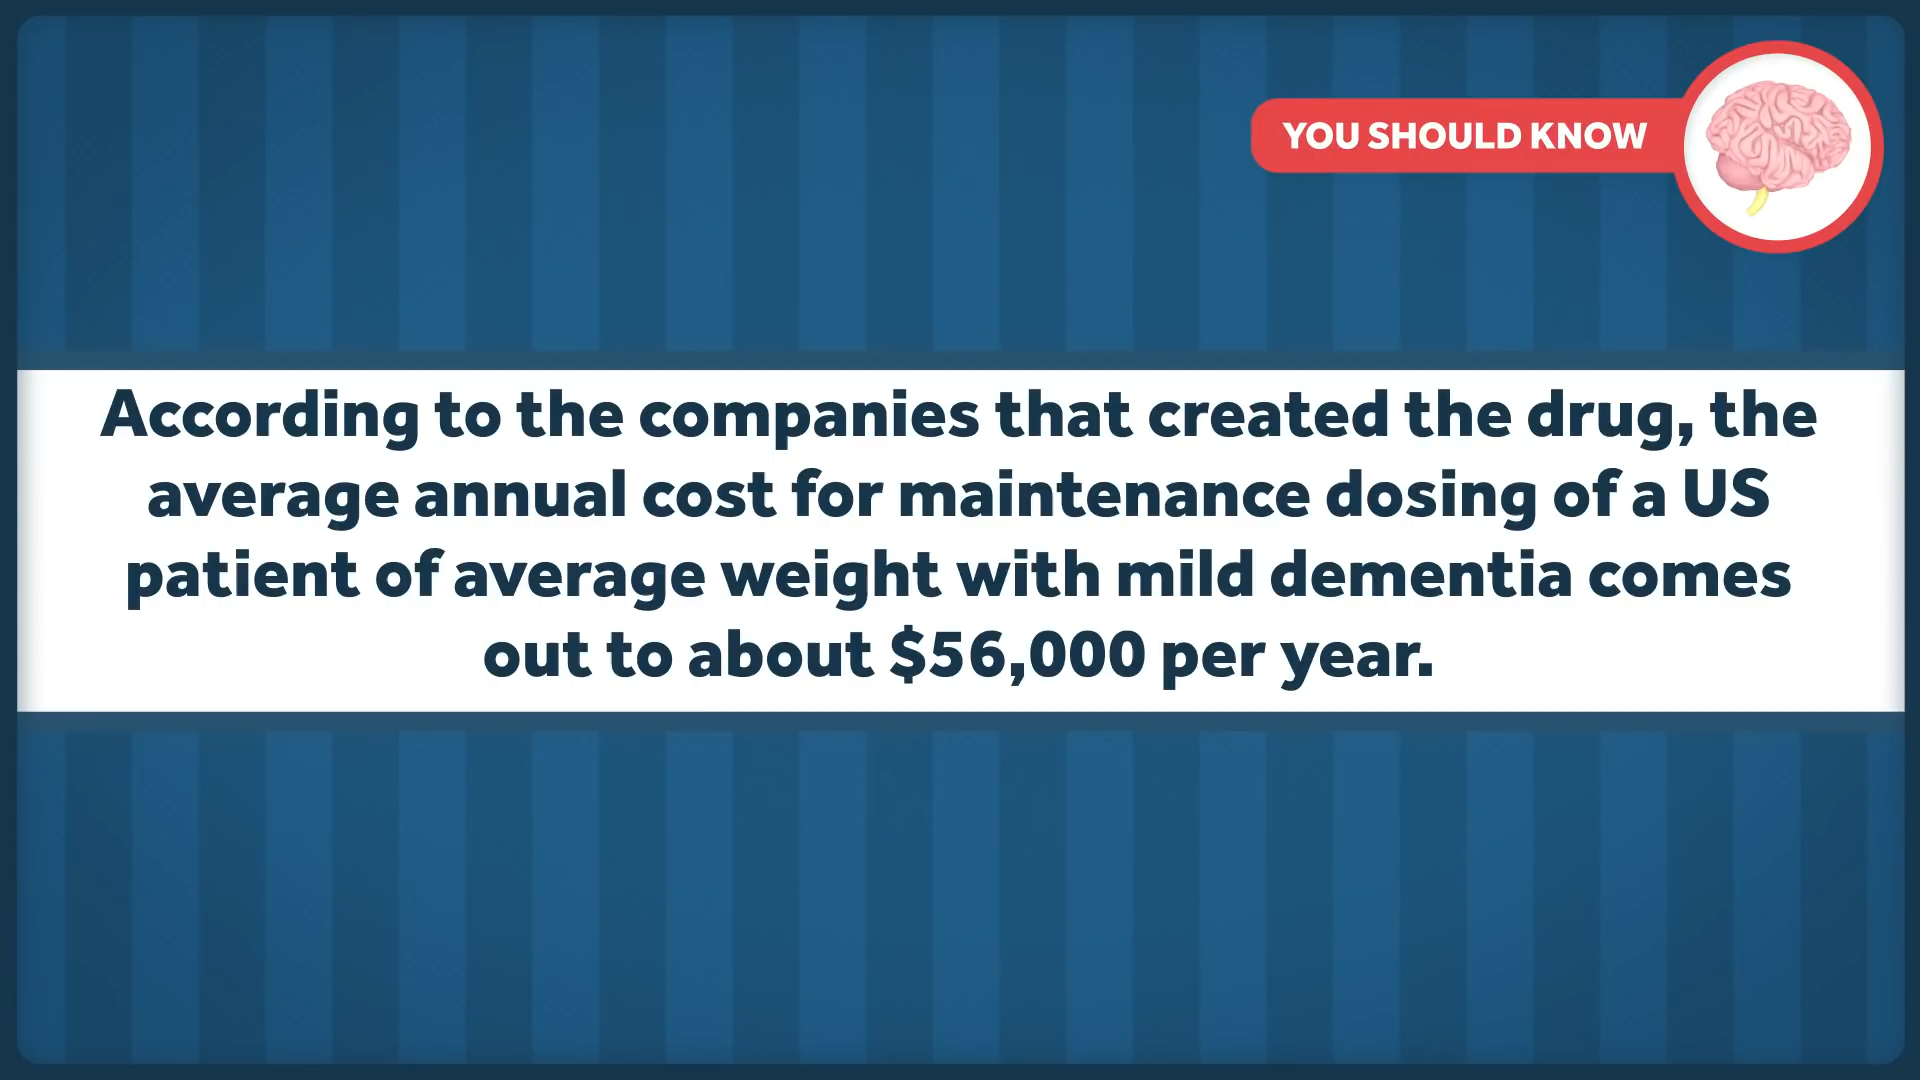 YOU SHOULD KNOW
According to the companies that created the drug, the
average annual cost for maintenance dosing of a US
patient of average weight with mild dementia comes
out to about $56,000 per year.